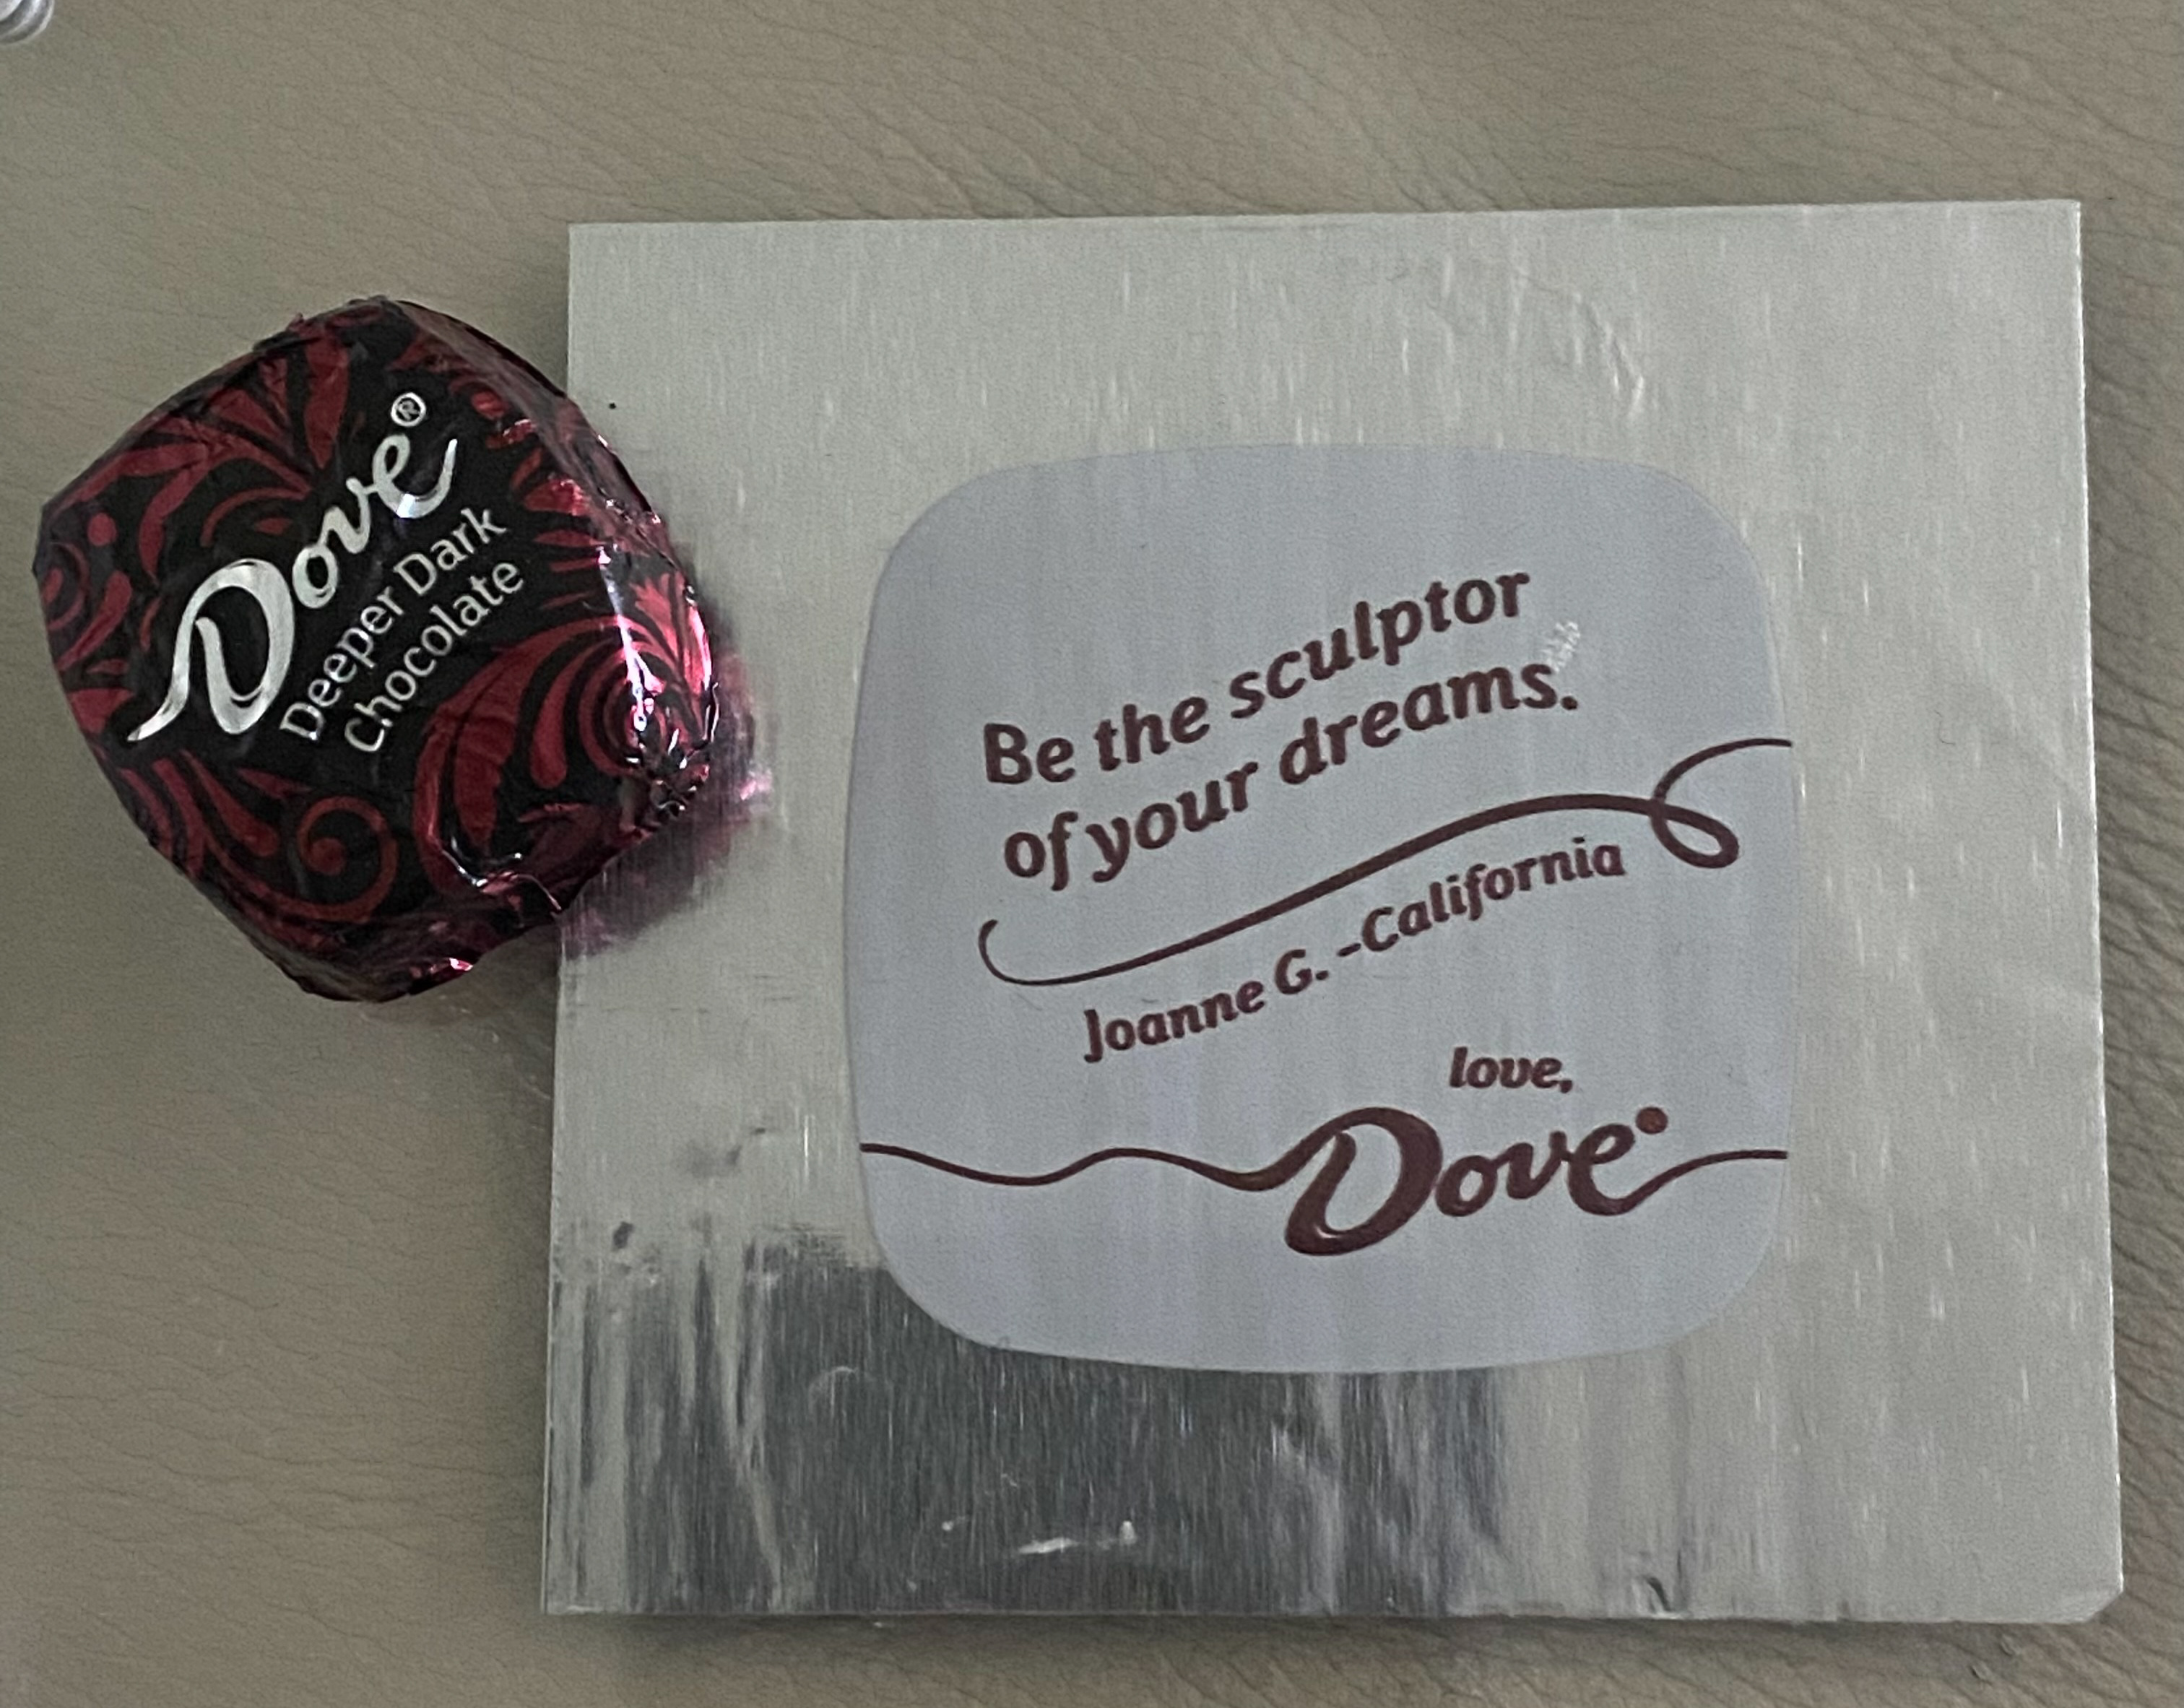 Dove®
Deeper Dark
Chocolate
Be the sculptor
of your dreams.
Joanne G. -California
love,
Dove